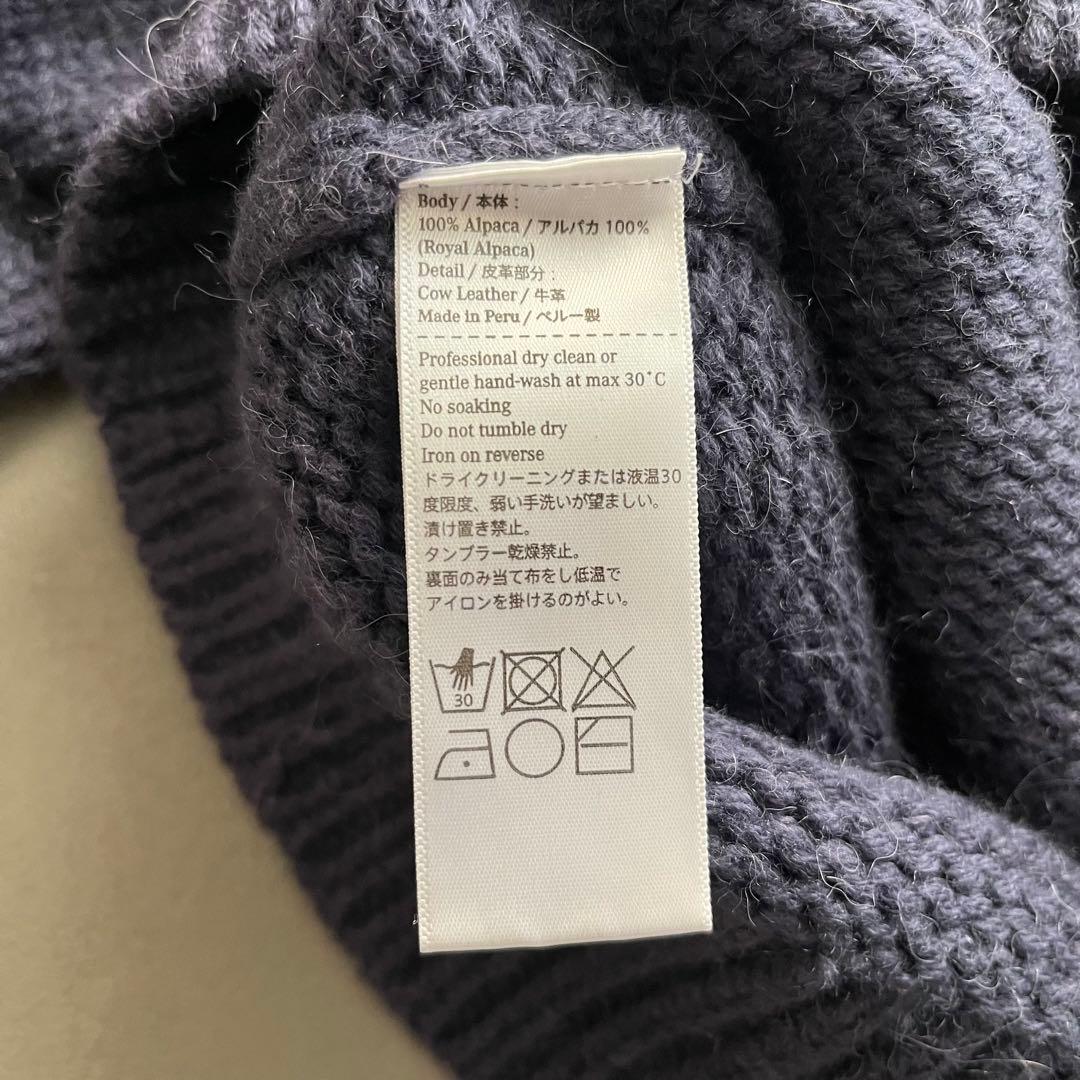 Body / 本体 :
100% Alpaca / アルパカ 100%
(Royal Alpaca)
Detail / 皮革部分 :
Cow Leather / 牛革
Made in Peru / ペルー製
Professional dry clean or
gentle hand-wash at max 30˚C
No soaking
Do not tumble dry
Iron on reverse
ドライクリーニングまたは液温30
度限度、弱い手洗いが望ましい。
漬け置き禁止。
タンブラー乾燥禁止。
裏面のみ当て布をし低温で
アイロンを掛けるのがよい。
30